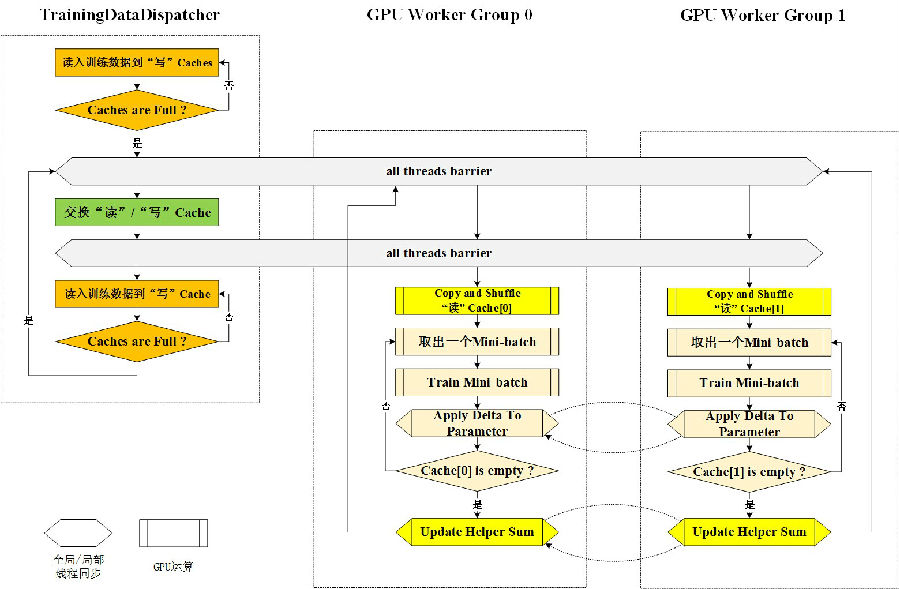 TrainingDataDispatcher
GPU Worker Group 0
GPU Worker Group 1
读入训练数据到“写”Caches
否
Caches are Full ?
是
all threads barrier
交换“读”/“写”Cache
all threads barrier
读入训练数据到“写”Cache
否
Caches are Full ?
是
Copy and Shuffle
“读”Cache[0]
取出一个Mini-batch
Train Mini-batch
否
Apply Delta To
Parameter
Cache[0] is empty ?
是
Update Helper Sum
Copy and Shuffle
“读”Cache[1]
取出一个Mini-batch
Train Mini-batch
否
Apply Delta To
Parameter
Cache[1] is empty ?
是
Update Helper Sum
全局/局部
线程同步
GPU运算